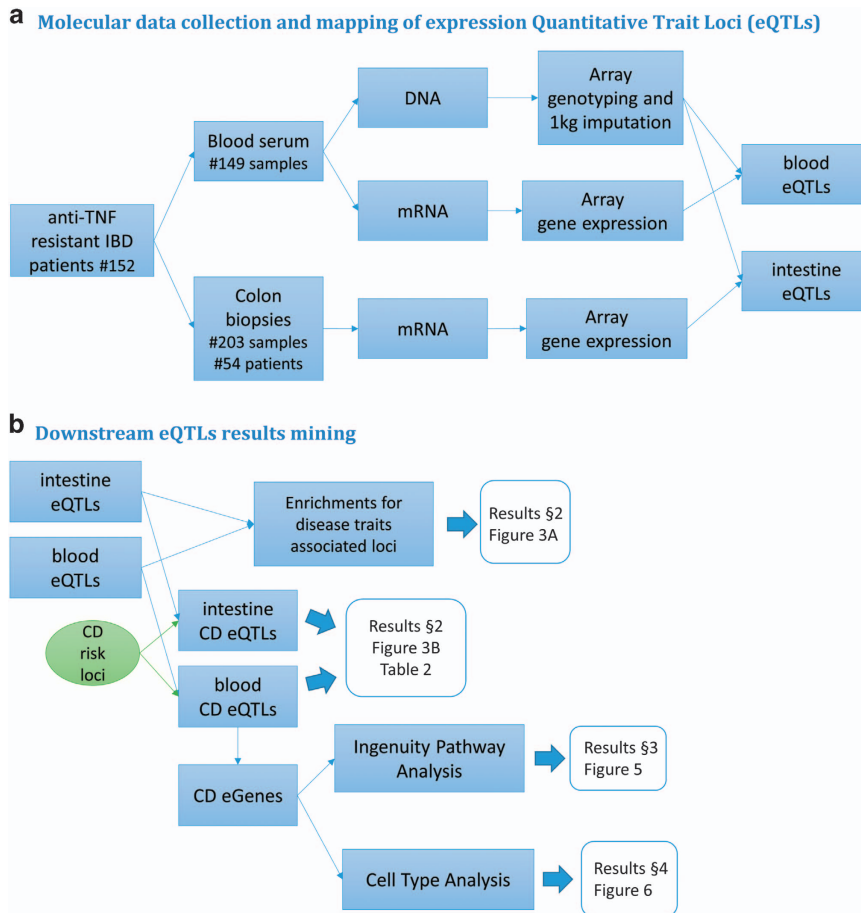 a Molecular data collection and mapping of expression Quantitative Trait Loci (eQTLs)
anti-TNF
resistant IBD
patients #152
Blood serum
#149 samples
Colon
biopsies
#203 samples
#54 patients
DNA
mRNA
mRNA
Array
genotyping and
1kg imputation
Array
gene expression
Array
gene expression
blood
eQTLs
intestine
eQTLs
b Downstream eQTLs results mining
intestine
eQTLs
blood
eQTLs
CD
risk
loci
Enrichments for
disease traits
associated loci
Results §2
Figure 3A
intestine
CD eQTLs
blood
CD eQTLs
Results §2
Figure 3B
Table 2
CD eGenes
Ingenuity Pathway
Analysis
Results §3
Figure 5
Cell Type Analysis
Results §4
Figure 6